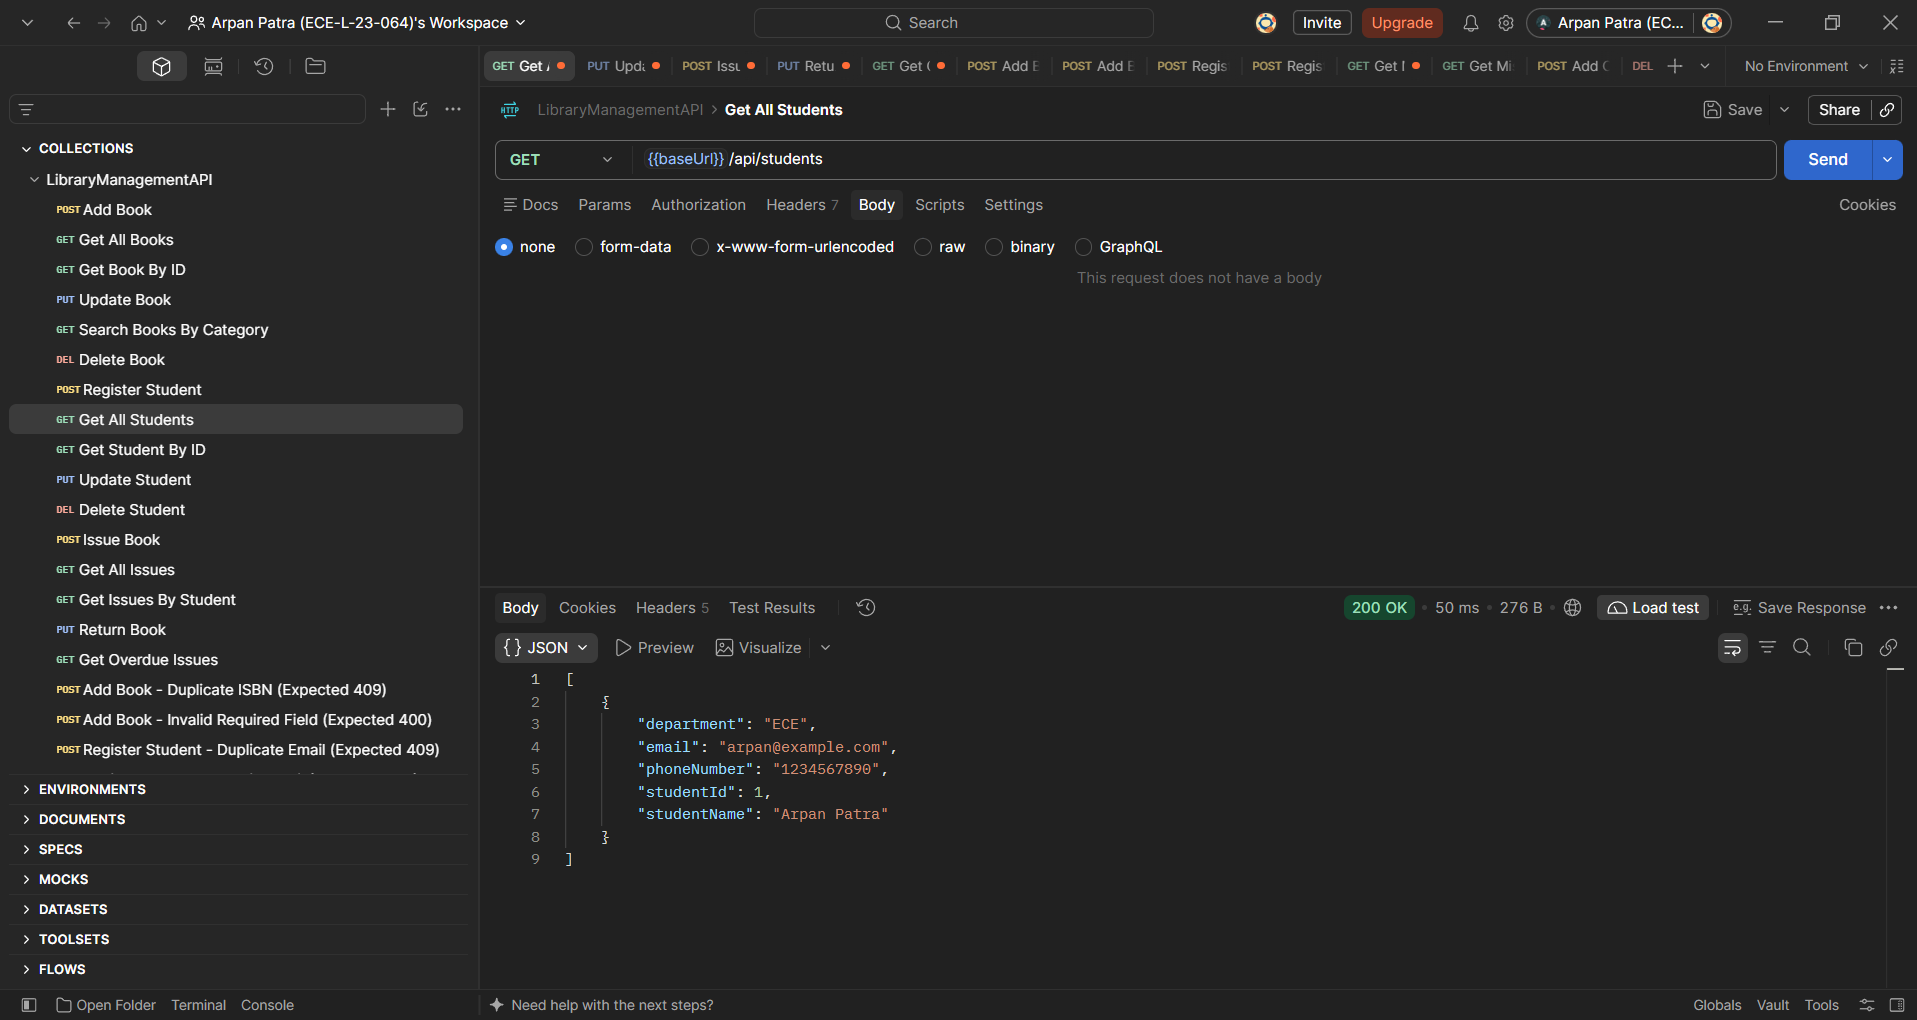 Arpan Patra (ECE-L-23-064)'s Workspace
Search
Invite
Upgrade
Arpan Patra (EC...
GET Get
PUT Upd
POST Issu
PUT Retu
GET Get
POST Add
POST Add
POST Regis
POST Regis
GET Get
GET Get Mi
POST Add
DEL
No Environment
LibraryManagementAPI > Get All Students
Save
Share
COLLECTIONS
LibraryManagementAPI
GET
{{baseUrl}} /api/students
Send
POST Add Book
GET Get All Books
GET Get Book By ID
PUT Update Book
GET Search Books By Category
DEL Delete Book
POST Register Student
GET Get All Students
GET Get Student By ID
PUT Update Student
DEL Delete Student
POST Issue Book
GET Get All Issues
GET Get Issues By Student
PUT Return Book
GET Get Overdue Issues
POST Add Book - Duplicate ISBN (Expected 409)
POST Add Book - Invalid Required Field (Expected 400)
POST Register Student - Duplicate Email (Expected 409)
ENVIRONMENTS
DOCUMENTS
SPECS
MOCKS
DATASETS
TOOLSETS
FLOWS
Docs Params Authorization Headers 7 Body Scripts Settings
Cookies
none form-data x-www-form-urlencoded raw binary GraphQL
This request does not have a body
Body Cookies Headers 5 Test Results
200 OK • 50 ms • 276 B
Load test
e.g. Save Response
{} JSON
Preview
Visualize
1 [
2 {
3 "department": "ECE",
4 "email": "arpan@example.com",
5 "phoneNumber": "1234567890",
6 "studentId": 1,
7 "studentName": "Arpan Patra"
8 }
9 ]
Open Folder Terminal Console
Need help with the next steps?
Globals Vault Tools